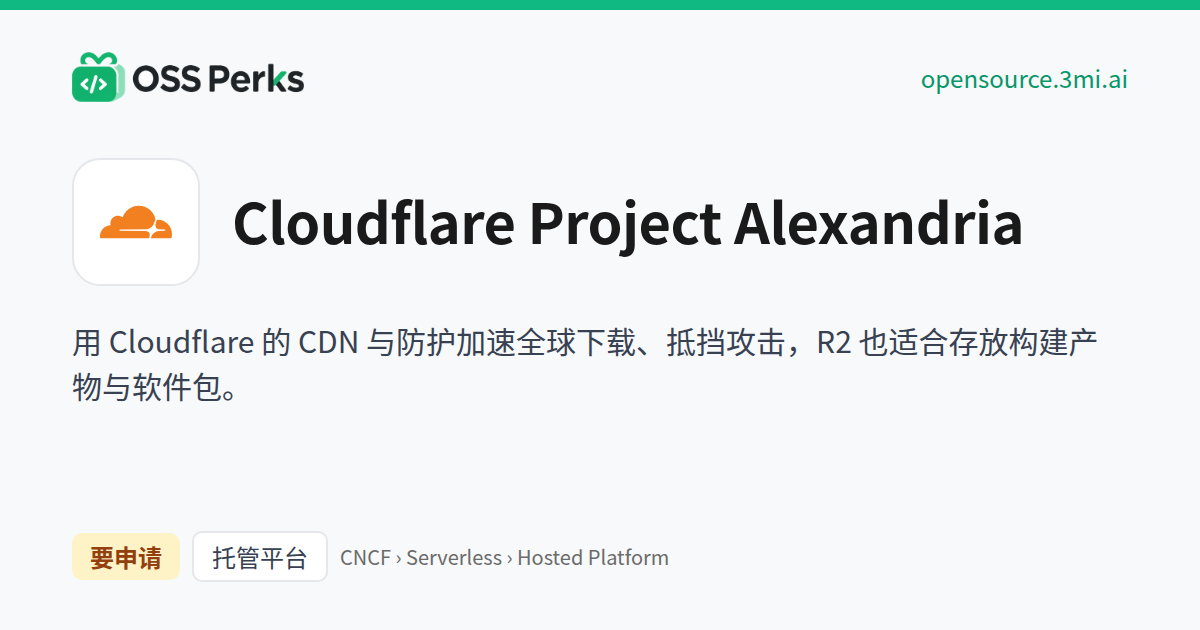 OSS Perks
opensource.3mi.ai
Cloudflare Project Alexandria
用 Cloudflare 的 CDN 与防护加速全球下载、抵挡攻击，R2 也适合存放构建产
物与软件包。
要申请
托管平台
CNCF › Serverless › Hosted Platform